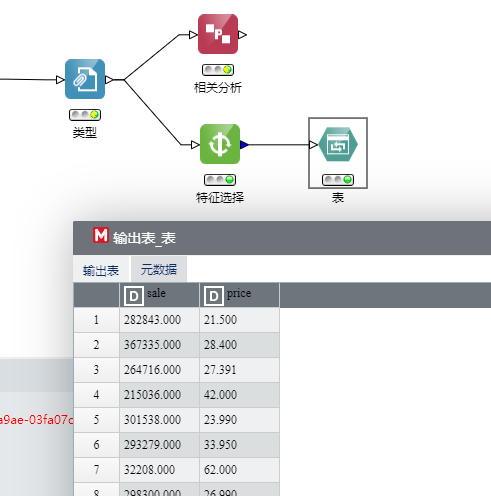 相关分析
类型
特征选择
表
输出表_表
输出表 元数据
D sale D price
1 282843.000 21.500
2 367335.000 28.400
3 264716.000 27.391
4 215036.000 42.000
5 301538.000 23.990
6 293279.000 33.950
7 32208.000 62.000
8 298300.000 26.990
a9ae-03fa07c